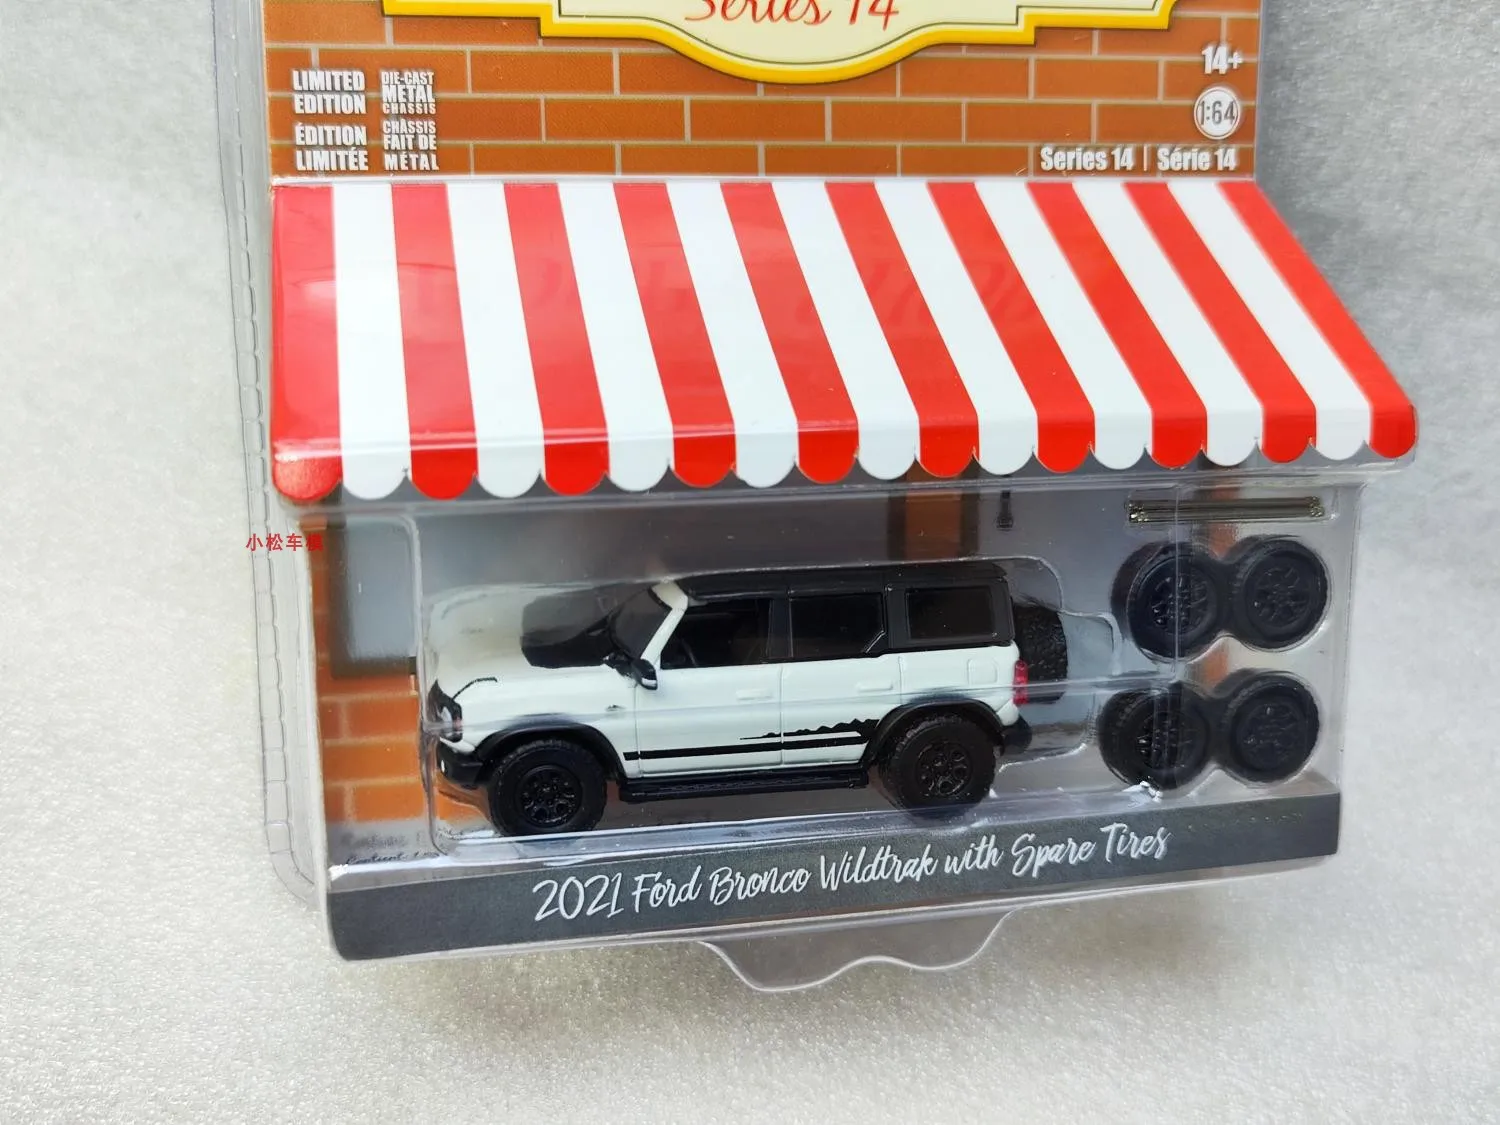 Series 14
LIMITED
EDITION
DIE-CAST
METAL
CHASSIS
ÉDITION
LIMITÉE
CHÂSSIS
FAIT DE
MÉTAL
14+
1:64
Series 14 | Série 14
小松车模
2021 Ford Bronco Wildtrak with Spare Tires